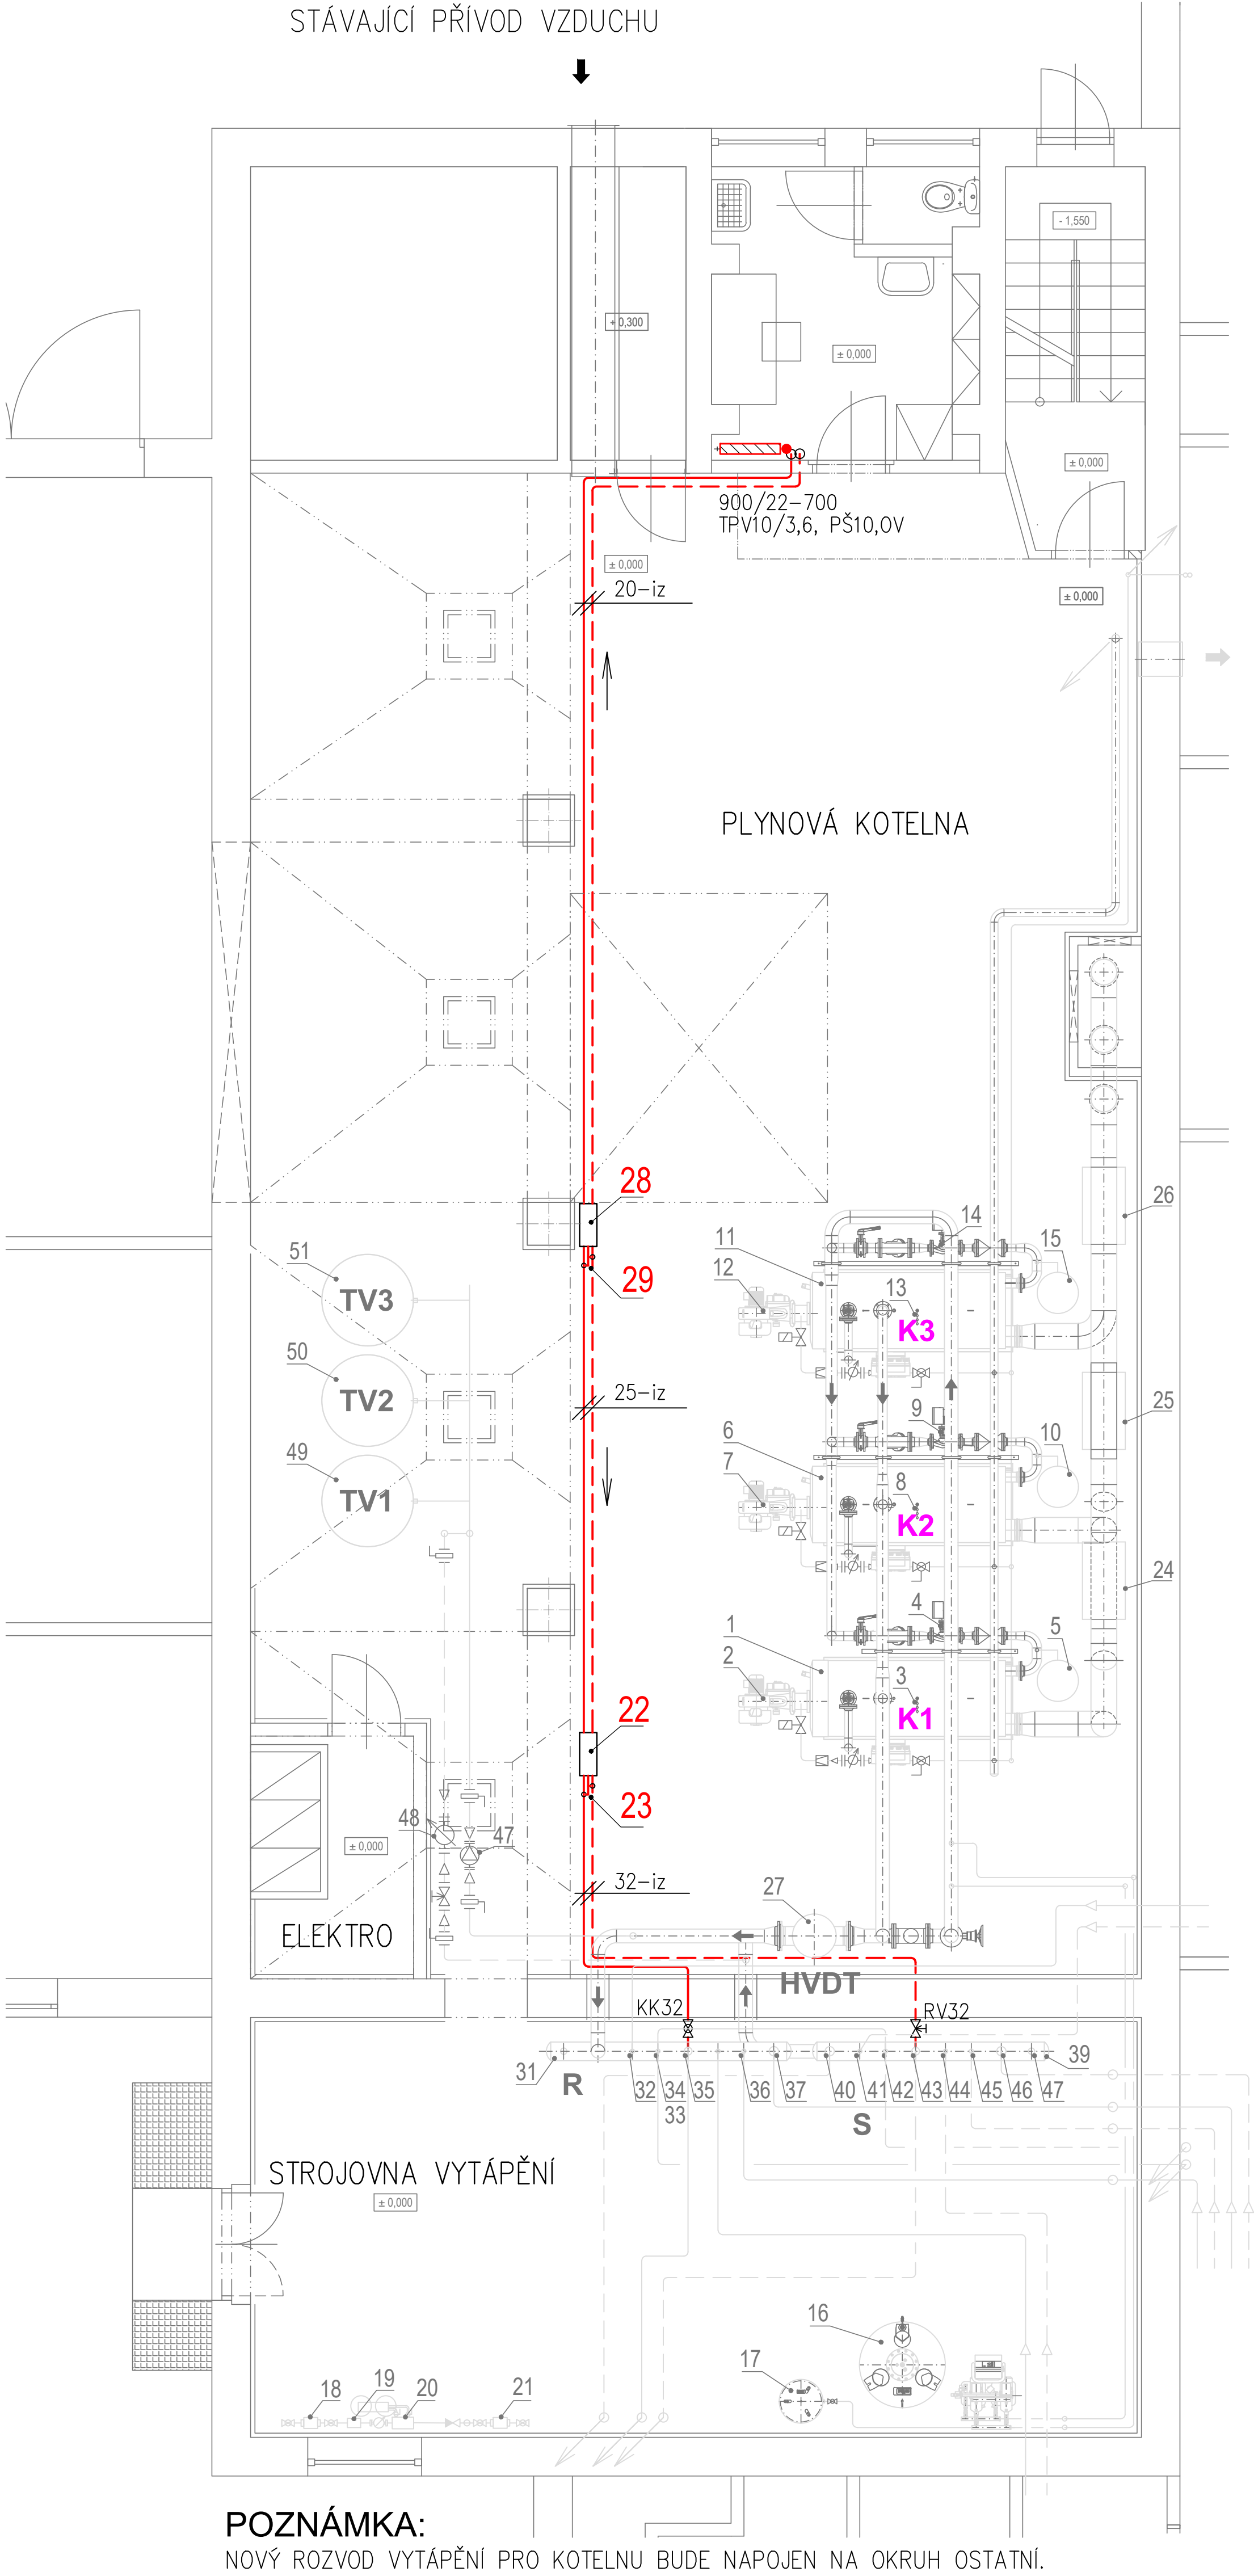 STÁVAJÍCÍ PŘÍVOD VZDUCHU
- 1,550
+ 0,300
± 0,000
± 0,000
900/22-700
TPV10/3,6, PŠ10,OV
± 0,000
20-iz
± 0,000
PLYNOVÁ KOTELNA
28
26
14
11
15
51
12
29
13
TV3
K3
50
25-iz
25
TV2
9
6
10
49
7
8
TV1
K2
24
4
1
5
2
3
22
K1
23
48
47
± 0,000
32-iz
27
ELEKTRO
HVDT
KK32
RV32
31
R
32
34
35
36
37
40
41
42
43
44
45
46
47
39
33
S
STROJOVNA VYTÁPĚNÍ
± 0,000
16
17
18
19
20
21
POZNÁMKA:
NOVÝ ROZVOD VYTÁPĚNÍ PRO KOTELNU BUDE NAPOJEN NA OKRUH OSTATNÍ.